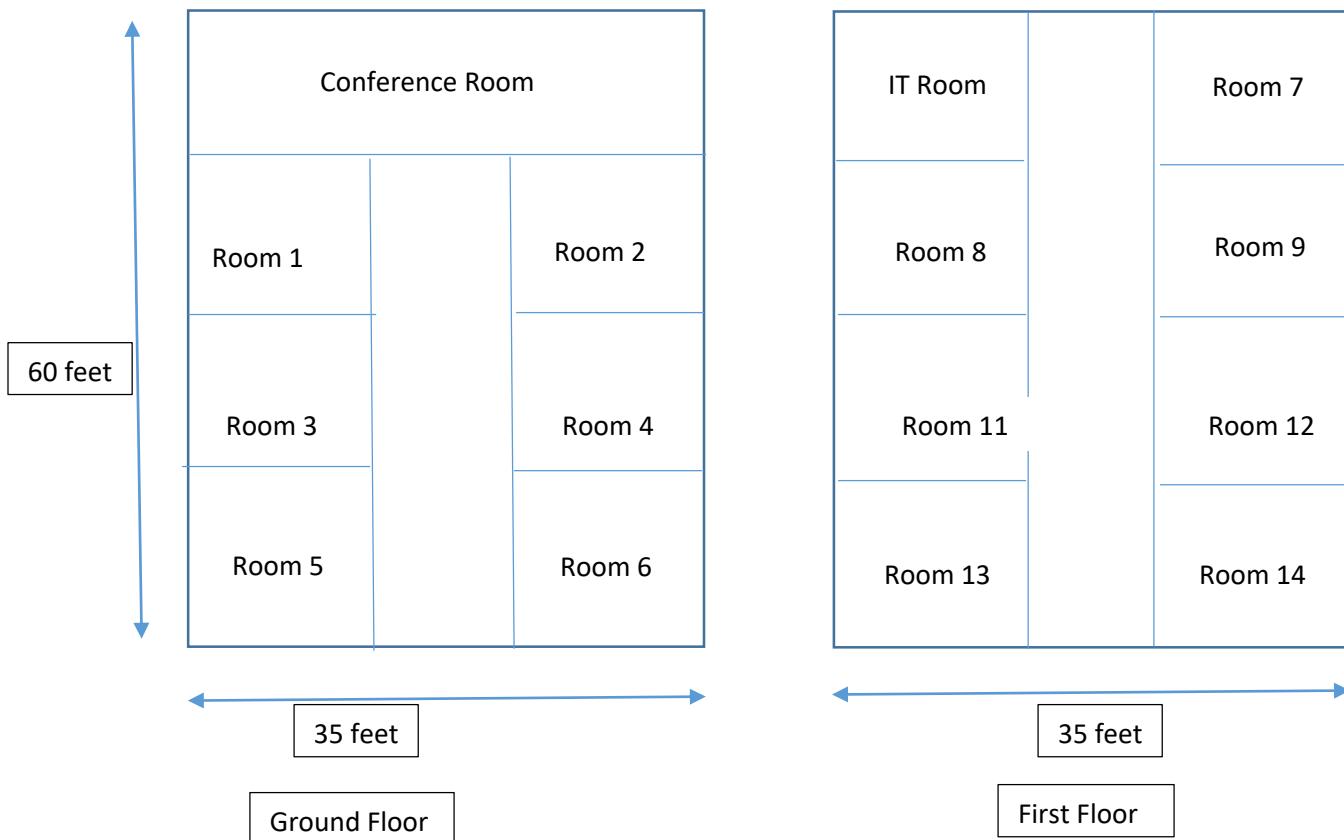 Conference Room
IT Room
Room 7
Room 1
Room 2
Room 8
Room 9
60 feet
Room 3
Room 4
Room 11
Room 12
Room 5
Room 6
Room 13
Room 14
35 feet
35 feet
Ground Floor
First Floor